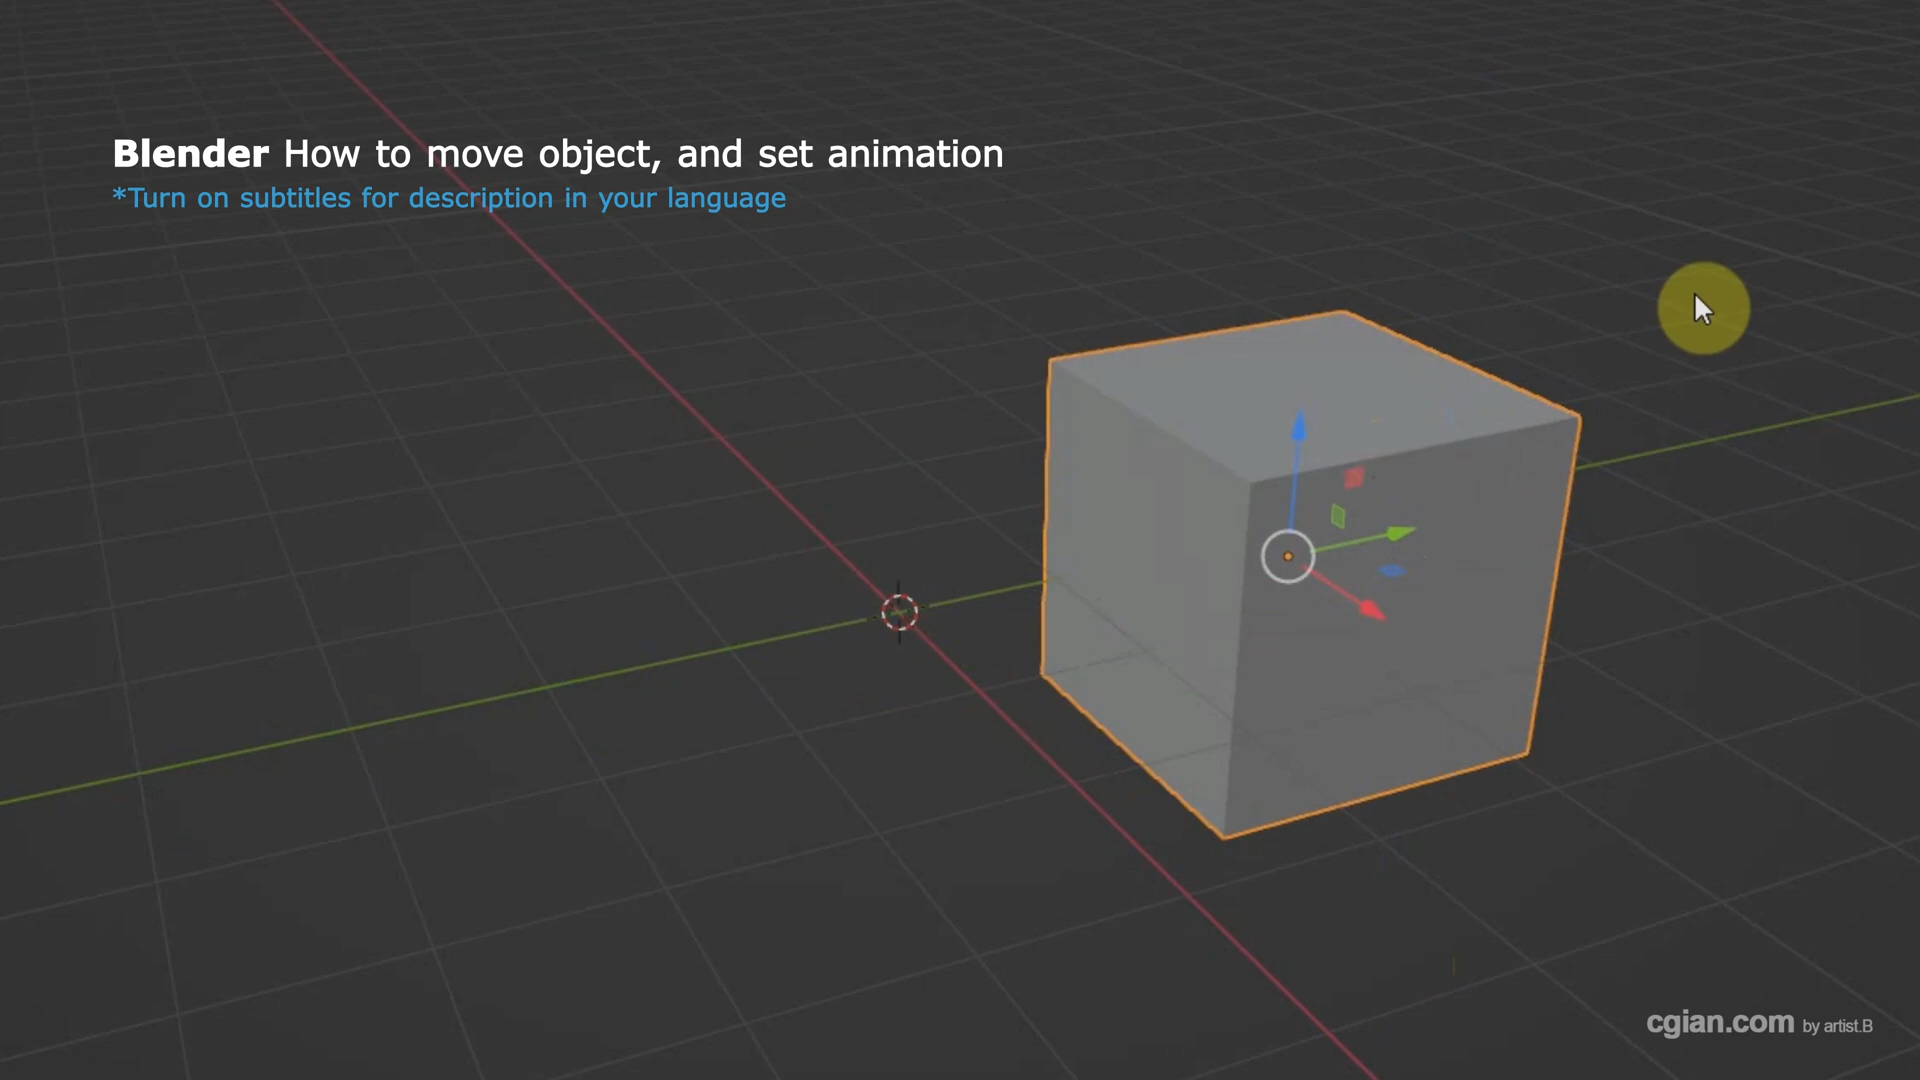 Blender How to move object, and set animation
*Turn on subtitles for description in your language
cgian.com by artist.B